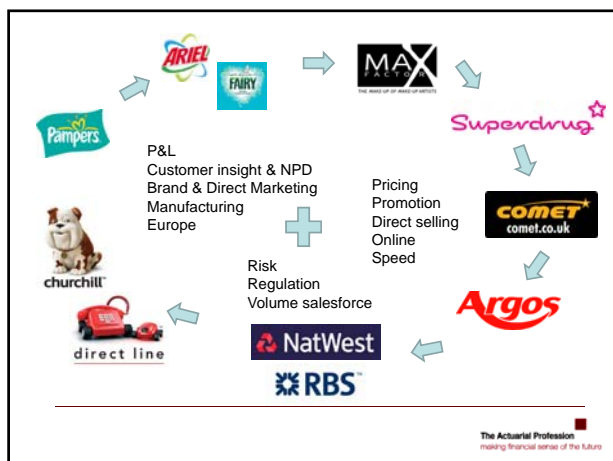 ARIEL
FAIRY
MAX
FACTOR
THE MAKE-UP OF MAKE-UP ARTISTS
Pampers
Superdrug
P&L
Customer insight & NPD
Brand & Direct Marketing
Manufacturing
Europe
Pricing
Promotion
Direct selling
Online
Speed
COMET
comet.co.uk
churchill™
Risk
Regulation
Volume salesforce
Argos
direct line
NatWest
RBS™
The Actuarial Profession
making financial sense of the future